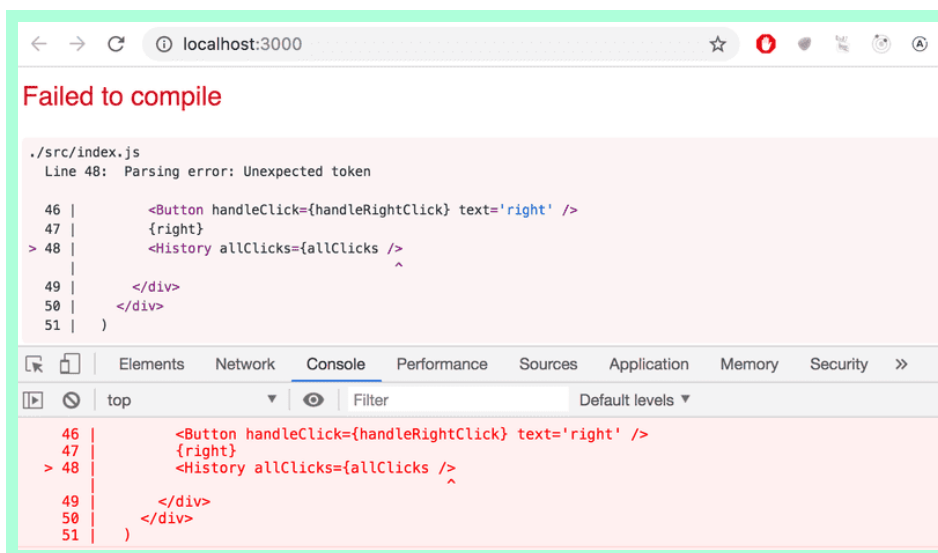 localhost:3000
Failed to compile
./src/index.js
  Line 48:  Parsing error: Unexpected token
  46 |         <Button handleClick={handleRightClick} text='right' />
  47 |         {right}
> 48 |         <History allClicks={allClicks />
     |                                       ^
  49 |       </div>
  50 |     </div>
  51 |   )
Elements Network Console Performance Sources Application Memory Security »
top Filter Default levels ▼
  46 |         <Button handleClick={handleRightClick} text='right' />
  47 |         {right}
> 48 |         <History allClicks={allClicks />
     |                                       ^
  49 |       </div>
  50 |     </div>
  51 |   )